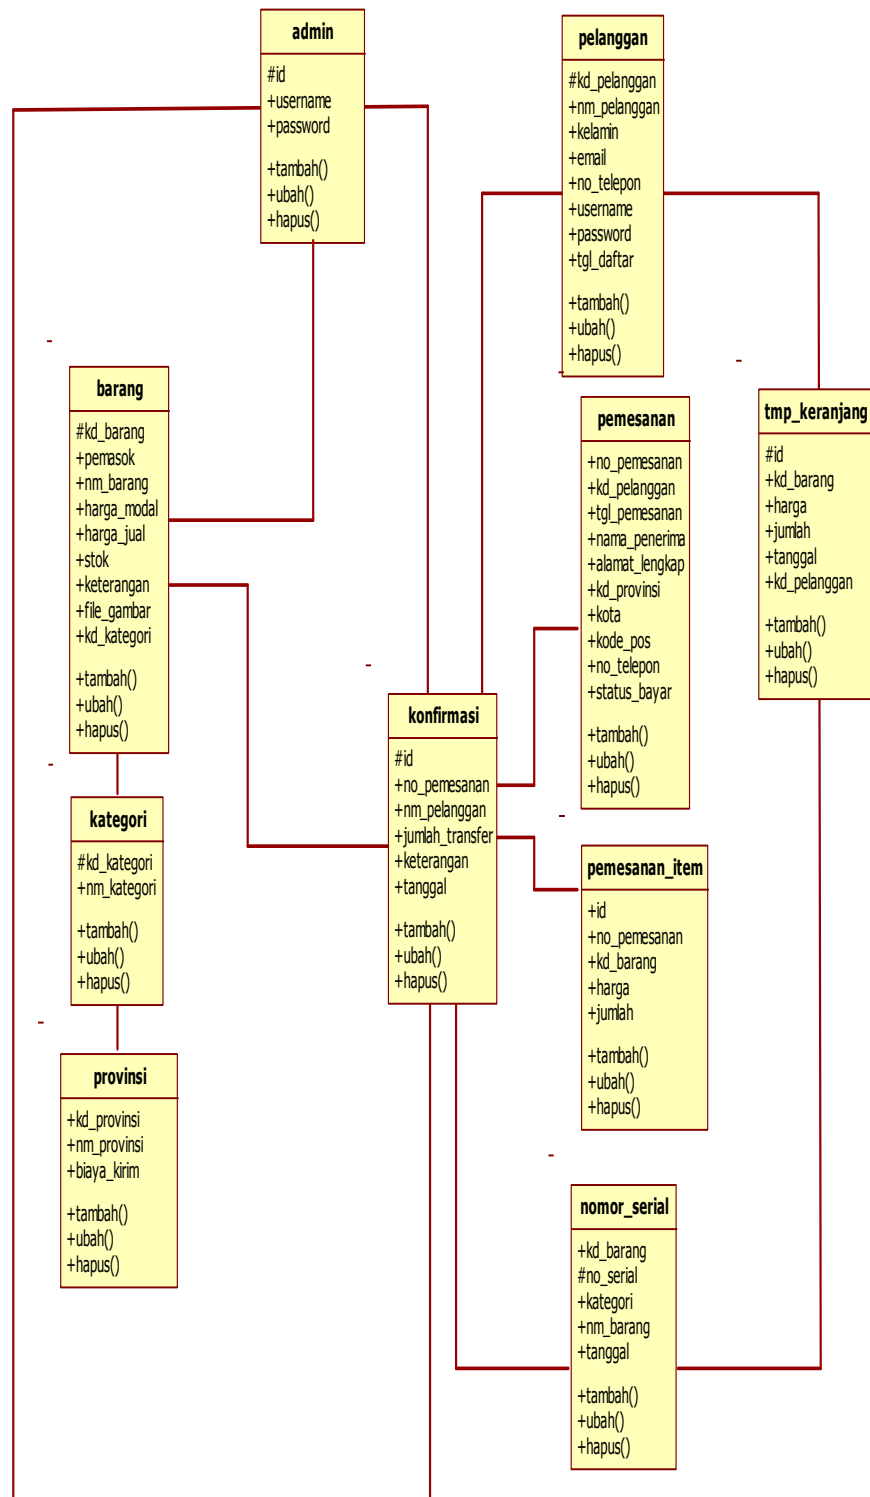 admin
#id
+username
+password
+tambah()
+ubah()
+hapus()
pelanggan
#kd_pelanggan
+nm_pelanggan
+kelamin
+email
+no_telepon
+username
+password
+tgl_daftar
+tambah()
+ubah()
+hapus()
barang
#kd_barang
+pemasok
+nm_barang
+harga_modal
+harga_jual
+stok
+keterangan
+file_gambar
+kd_kategori
+tambah()
+ubah()
+hapus()
pemesanan
+no_pemesanan
+kd_pelanggan
+tgl_pemesanan
+nama_penerima
+alamat_lengkap
+kd_provinsi
+kota
+kode_pos
+no_telepon
+status_bayar
+tambah()
+ubah()
+hapus()
tmp_keranjang
#id
+kd_barang
+harga
+jumlah
+tanggal
+kd_pelanggan
+tambah()
+ubah()
+hapus()
konfirmasi
#id
+no_pemesanan
+nm_pelanggan
+jumlah_transfer
+keterangan
+tanggal
+tambah()
+ubah()
+hapus()
kategori
#kd_kategori
+nm_kategori
+tambah()
+ubah()
+hapus()
pemesanan_item
+id
+no_pemesanan
+kd_barang
+harga
+jumlah
+tambah()
+ubah()
+hapus()
provinsi
+kd_provinsi
+nm_provinsi
+biaya_kirim
+tambah()
+ubah()
+hapus()
nomor_serial
+kd_barang
#no_serial
+kategori
+nm_barang
+tanggal
+tambah()
+ubah()
+hapus()